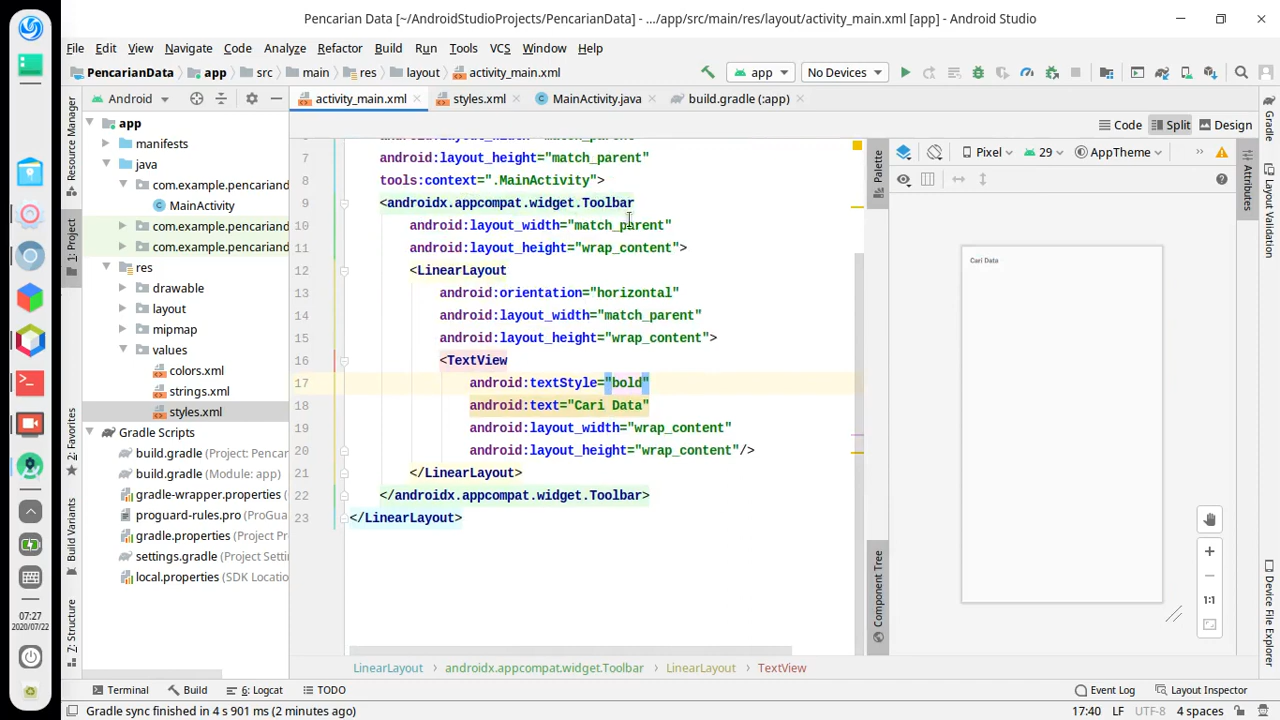 Pencarian Data [~/AndroidStudioProjects/PencarianData] - .../app/src/main/res/layout/activity_main.xml [app] - Android Studio
File Edit View Navigate Code Analyze Refactor Build Run Tools VCS Window Help
PencarianData app src main res layout activity_main.xml app No Devices
Android activity_main.xml styles.xml MainActivity.java build.gradle (:app)
Code Split Design
Resource Manager
1: Project
2: Favorites
Build Variants
7: Structure
app
manifests
java
com.example.pencariand
MainActivity
com.example.pencariand
com.example.pencariand
res
drawable
layout
mipmap
values
colors.xml
strings.xml
styles.xml
Gradle Scripts
build.gradle (Project: Pencar
build.gradle (Module: app)
gradle-wrapper.properties
proguard-rules.pro (ProGua
gradle.properties (Project Pr
settings.gradle (Project Setti
local.properties (SDK Locatio
7 android:layout_height="match_parent"
8 tools:context=".MainActivity">
9 <androidx.appcompat.widget.Toolbar
10 android:layout_width="match_parent"
11 android:layout_height="wrap_content">
12 <LinearLayout
13 android:orientation="horizontal"
14 android:layout_width="match_parent"
15 android:layout_height="wrap_content">
16 <TextView
17 android:textStyle="bold"
18 android:text="Cari Data"
19 android:layout_width="wrap_content"
20 android:layout_height="wrap_content"/>
21 </LinearLayout>
22 </androidx.appcompat.widget.Toolbar>
23 </LinearLayout>
LinearLayout androidx.appcompat.widget.Toolbar LinearLayout TextView
Palette
Component Tree
Pixel 29 AppTheme
Cari Data
1:1
Gradle
Attributes
Layout Validation
Device File Explorer
07:27
2020/07/22
Terminal Build 6: Logcat TODO Event Log Layout Inspector
Gradle sync finished in 4 s 901 ms (2 minutes ago) 17:40 LF UTF-8 4 spaces